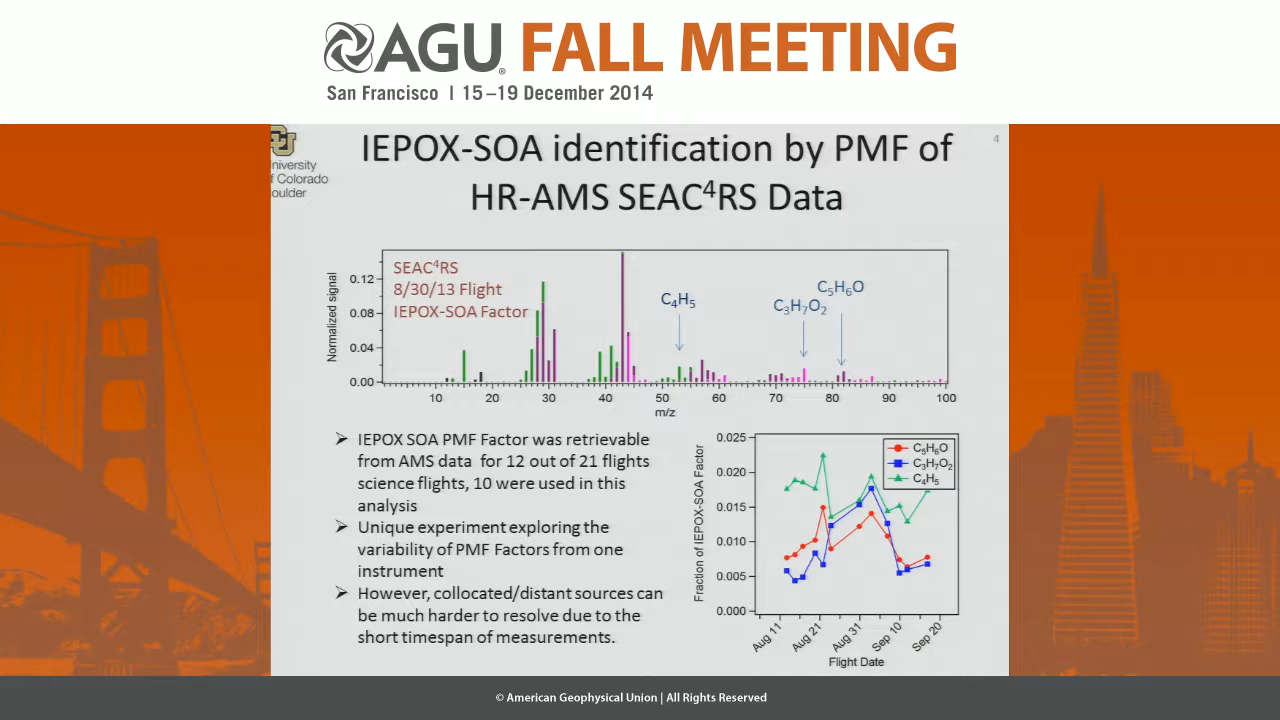 AGU FALL MEETING
San Francisco | 15–19 December 2014
4
niversity
f Colorado
oulder
IEPOX-SOA identification by PMF of
HR-AMS SEAC⁴RS Data
SEAC⁴RS
8/30/13 Flight
IEPOX-SOA Factor
C₄H₅
C₃H₇O₂
C₅H₆O
Normalized signal
0.12
0.08
0.04
0.00
10 20 30 40 50 60 70 80 90 100
m/z
➢ IEPOX SOA PMF Factor was retrievable
from AMS data for 12 out of 21 flights
science flights, 10 were used in this
analysis
➢ Unique experiment exploring the
variability of PMF Factors from one
instrument
➢ However, collocated/distant sources can
be much harder to resolve due to the
short timespan of measurements.
Fraction of IEPOX-SOA Factor
0.025
0.020
0.015
0.010
0.005
0.000
C₅H₆O
C₃H₇O₂
C₄H₅
Aug 11 Aug 21 Aug 31 Sep 10 Sep 20
Flight Date
© American Geophysical Union | All Rights Reserved